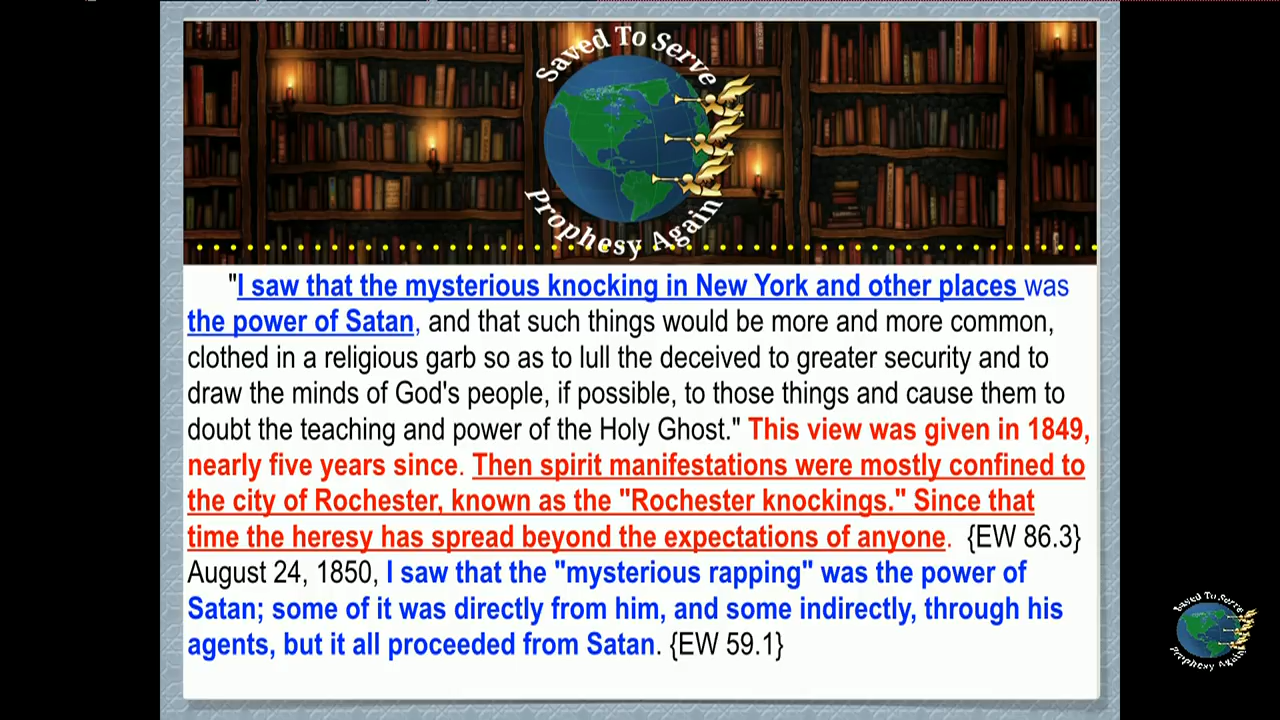 Saved To Serve
Prophesy Again
"I saw that the mysterious knocking in New York and other places was
the power of Satan, and that such things would be more and more common,
clothed in a religious garb so as to lull the deceived to greater security and to
draw the minds of God's people, if possible, to those things and cause them to
doubt the teaching and power of the Holy Ghost." This view was given in 1849,
nearly five years since. Then spirit manifestations were mostly confined to
the city of Rochester, known as the "Rochester knockings." Since that
time the heresy has spread beyond the expectations of anyone. {EW 86.3}
August 24, 1850, I saw that the "mysterious rapping" was the power of
Satan; some of it was directly from him, and some indirectly, through his
agents, but it all proceeded from Satan. {EW 59.1}
Saved To Serve
Prophesy Again